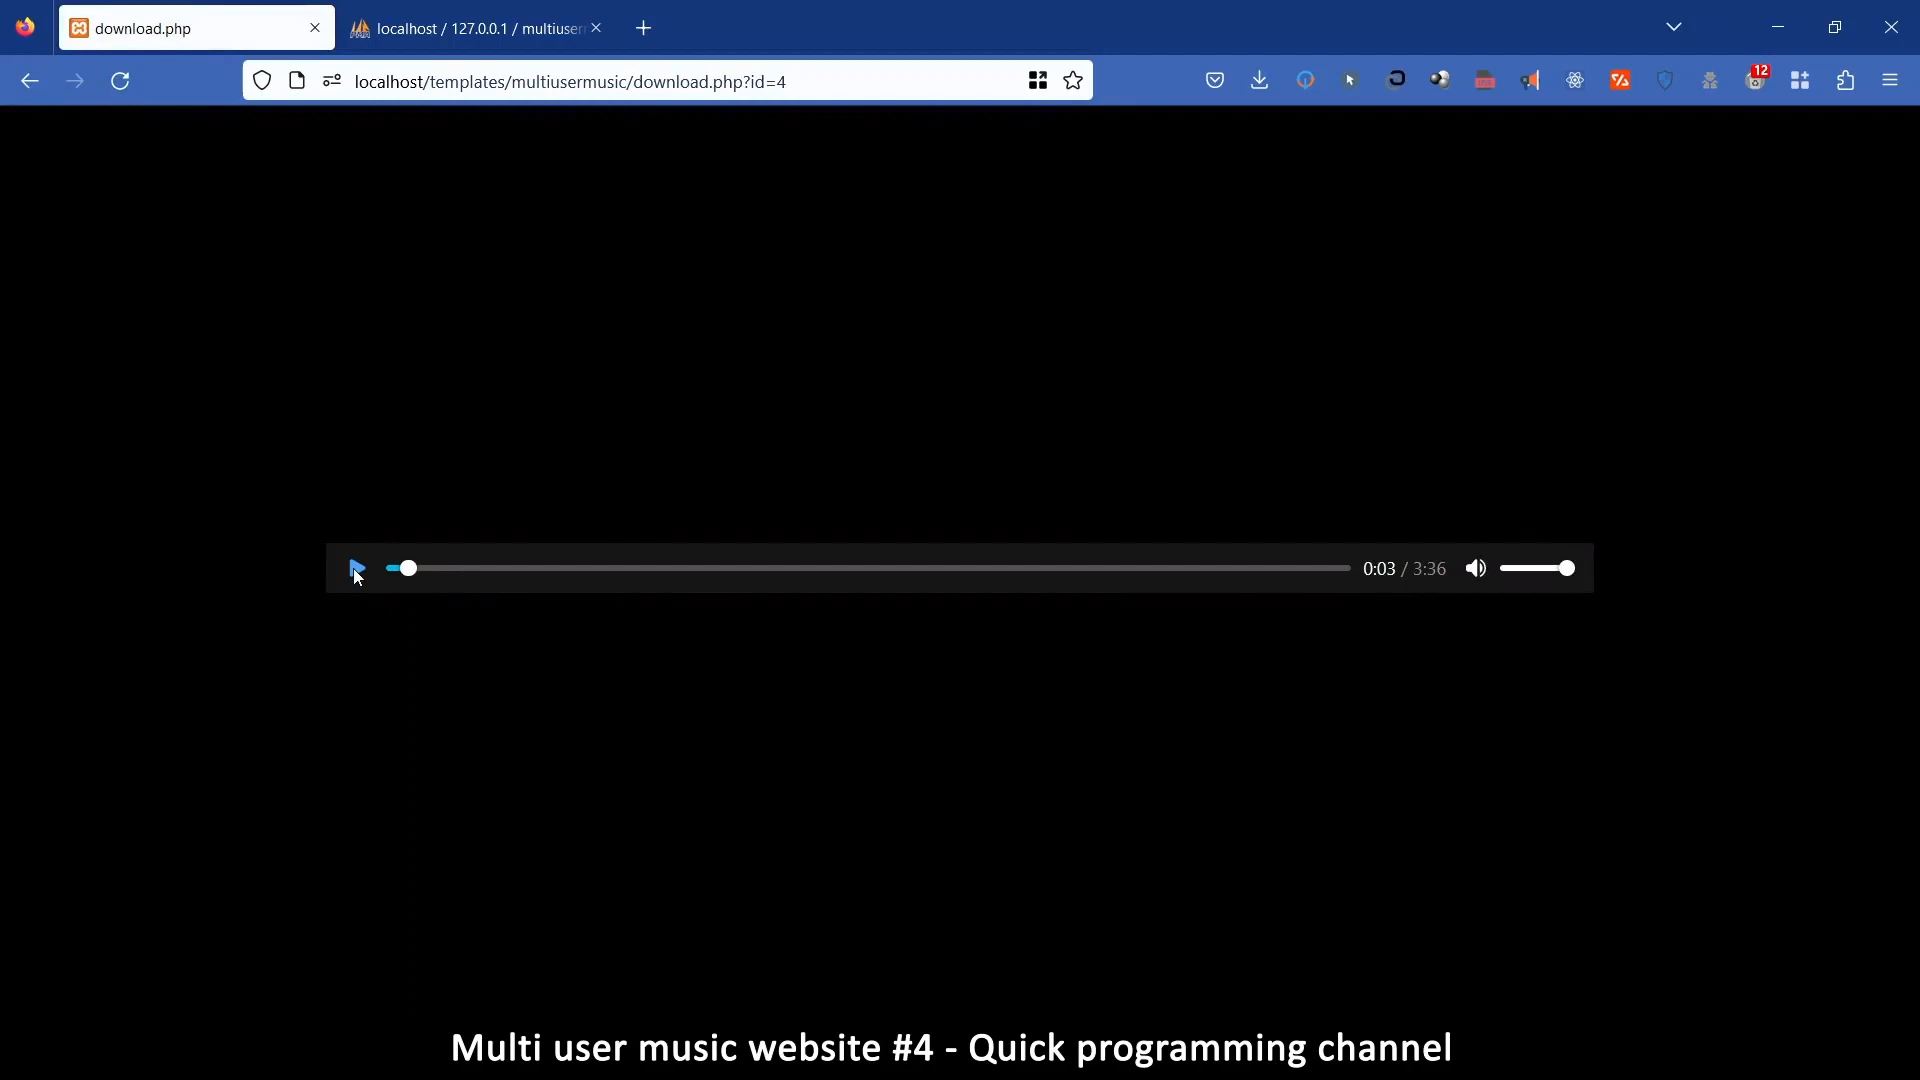 download.php
localhost / 127.0.0.1 / multiuser
localhost/templates/multiusermusic/download.php?id=4
12
0:03 / 3:36
Multi user music website #4 - Quick programming channel